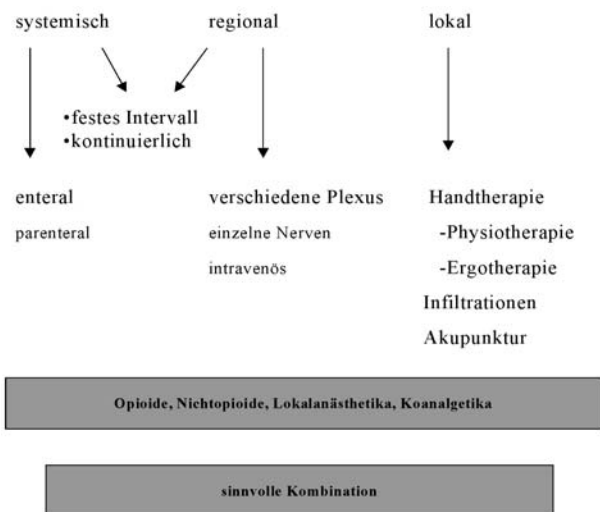 systemisch regional lokal
•festes Intervall
•kontinuierlich
enteral verschiedene Plexus Handtherapie
parenteral einzelne Nerven -Physiotherapie
intravenös -Ergotherapie
Infiltrationen
Akupunktur
Opioide, Nichtopioide, Lokalanästhetika, Koanalgetika
sinnvolle Kombination